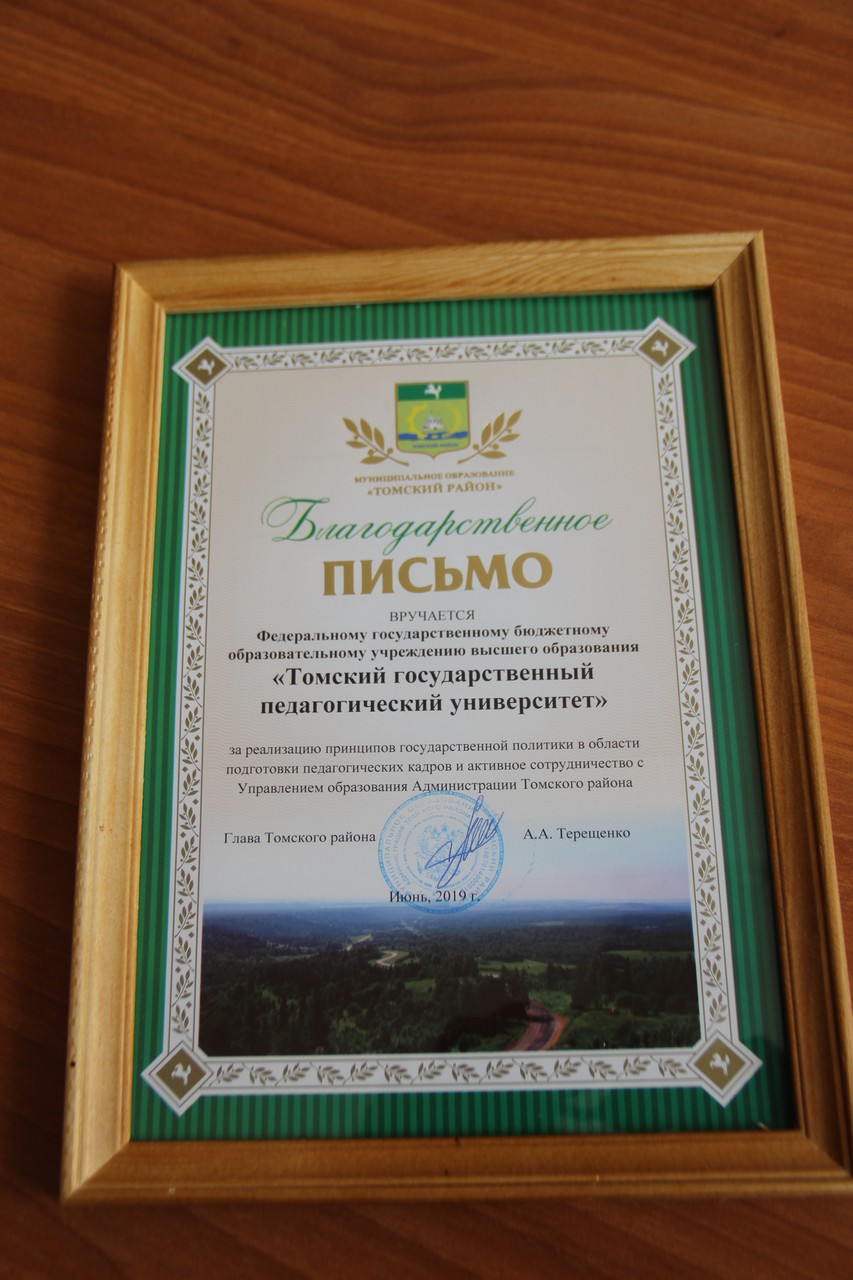 МУНИЦИПАЛЬНОЕ ОБРАЗОВАНИЕ
«ТОМСКИЙ РАЙОН»
Благодарственное
ПИСЬМО
ВРУЧАЕТСЯ
Федеральному государственному бюджетному
образовательному учреждению высшего образования
«Томский государственный
педагогический университет»
за реализацию принципов государственной политики в области
подготовки педагогических кадров и активное сотрудничество с
Управлением образования Администрации Томского района
Глава Томского района А.А. Терещенко
Июнь, 2019 г.